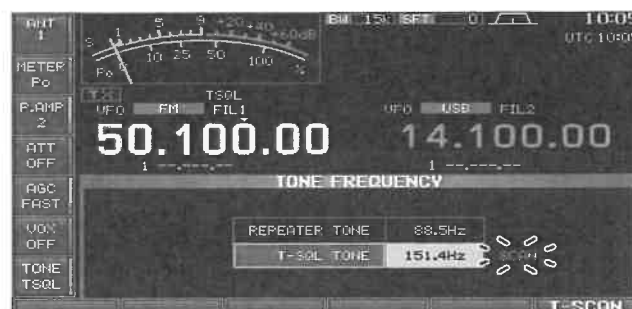 ANT
1
BW 15k SFT 0
10:05
UTC 10:05
S 1 5 9 +20 +40 +60dB
Po 10 25 50 100 %
METER
Po
P.AMP
2
ATT
OFF
AGC
FAST
VOX
OFF
TONE
TSQL
TX TSQL
VFO FM FIL1
50.100.00
1 --.---.--
VFO USB FIL2
14.100.00
1 --.---.--
TONE FREQUENCY
REPEATER TONE 88.5Hz
T-SQL TONE 151.4Hz SCAN
T-SCAN